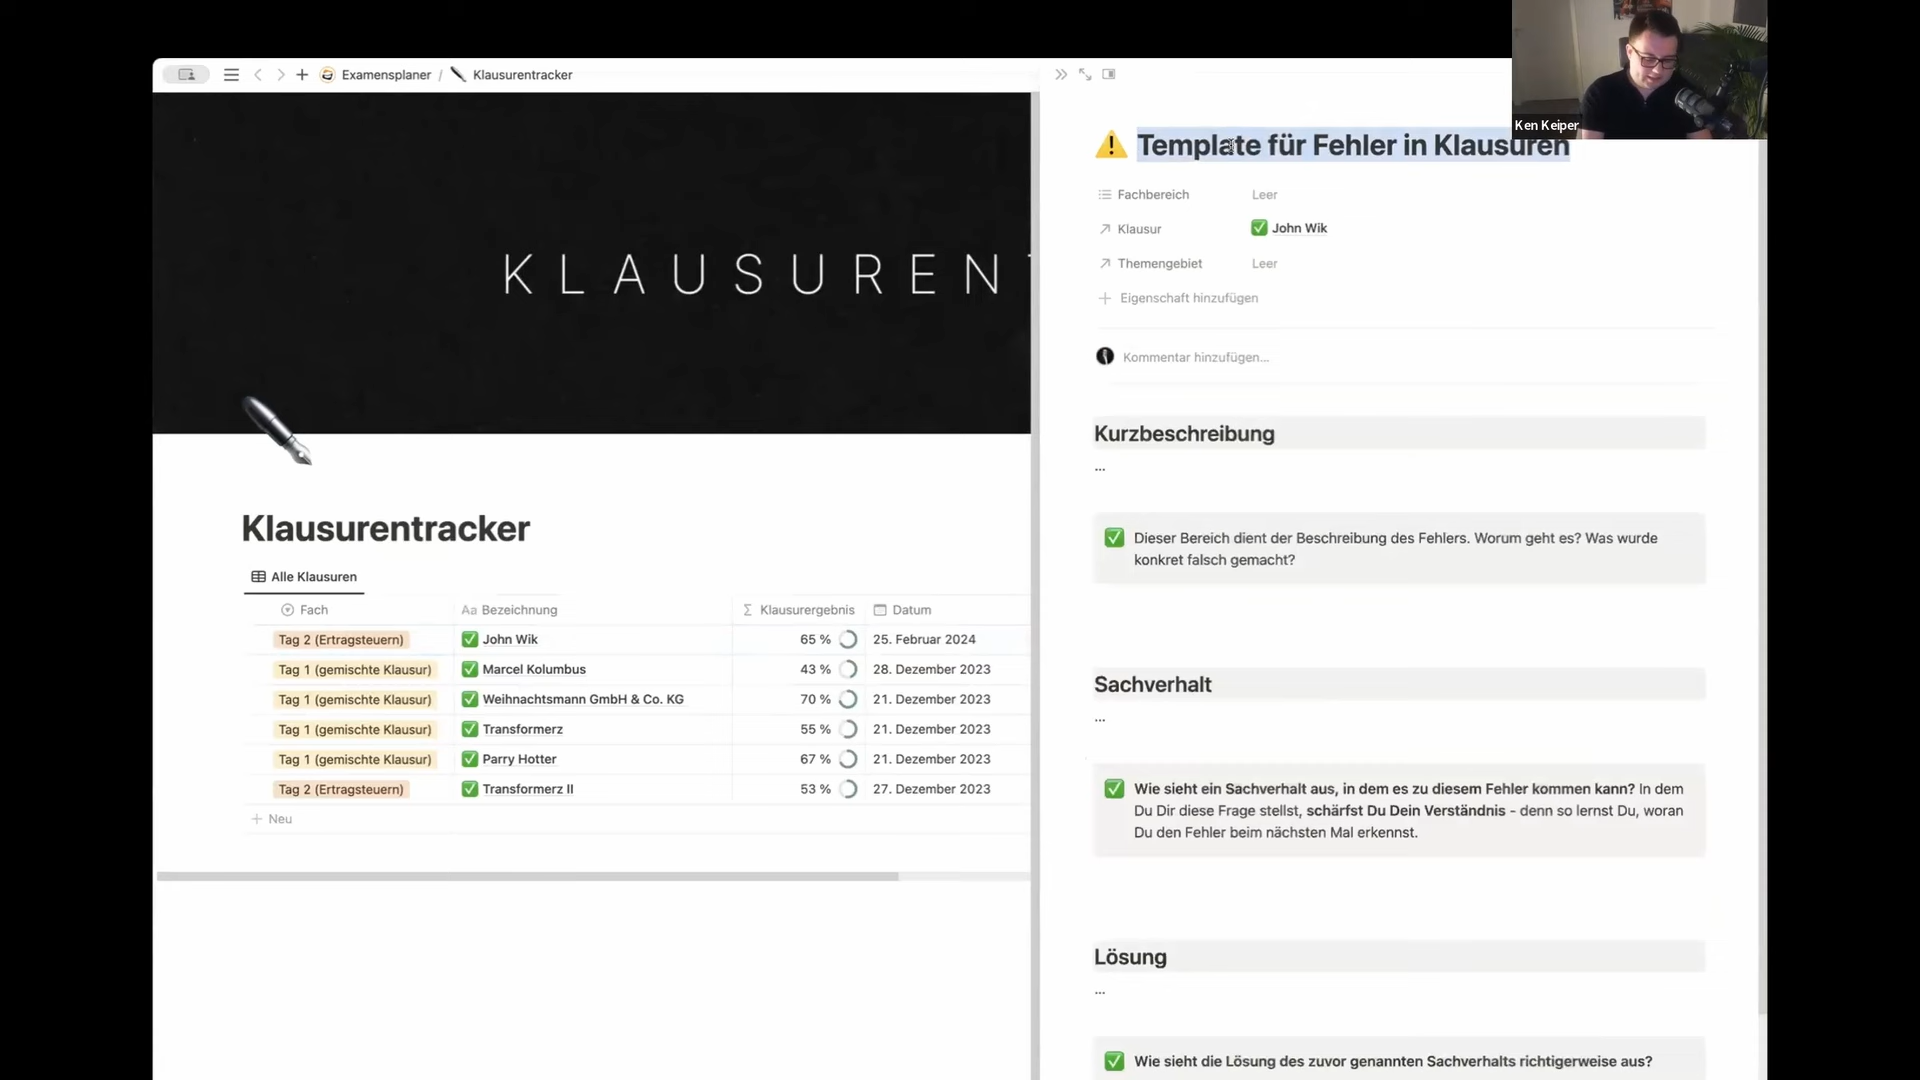 Examensplaner / Klausurentracker
Ken Keiper
KLAUSUREN
Klausurentracker
Alle Klausuren
Fach Aa Bezeichnung Σ Klausurergebnis Datum
Tag 2 (Ertragsteuern) John Wik 65 % 25. Februar 2024
Tag 1 (gemischte Klausur) Marcel Kolumbus 43 % 28. Dezember 2023
Tag 1 (gemischte Klausur) Weihnachtsmann GmbH & Co. KG 70 % 21. Dezember 2023
Tag 1 (gemischte Klausur) Transformerz 55 % 21. Dezember 2023
Tag 1 (gemischte Klausur) Parry Hotter 67 % 21. Dezember 2023
Tag 2 (Ertragsteuern) Transformerz II 53 % 27. Dezember 2023
+ Neu
Template für Fehler in Klausuren
Fachbereich Leer
Klausur John Wik
Themengebiet Leer
+ Eigenschaft hinzufügen
Kommentar hinzufügen...
Kurzbeschreibung
...
Dieser Bereich dient der Beschreibung des Fehlers. Worum geht es? Was wurde
konkret falsch gemacht?
Sachverhalt
...
Wie sieht ein Sachverhalt aus, in dem es zu diesem Fehler kommen kann? In dem
Du Dir diese Frage stellst, schärfst Du Dein Verständnis - denn so lernst Du, woran
Du den Fehler beim nächsten Mal erkennst.
Lösung
...
Wie sieht die Lösung des zuvor genannten Sachverhalts richtigerweise aus?